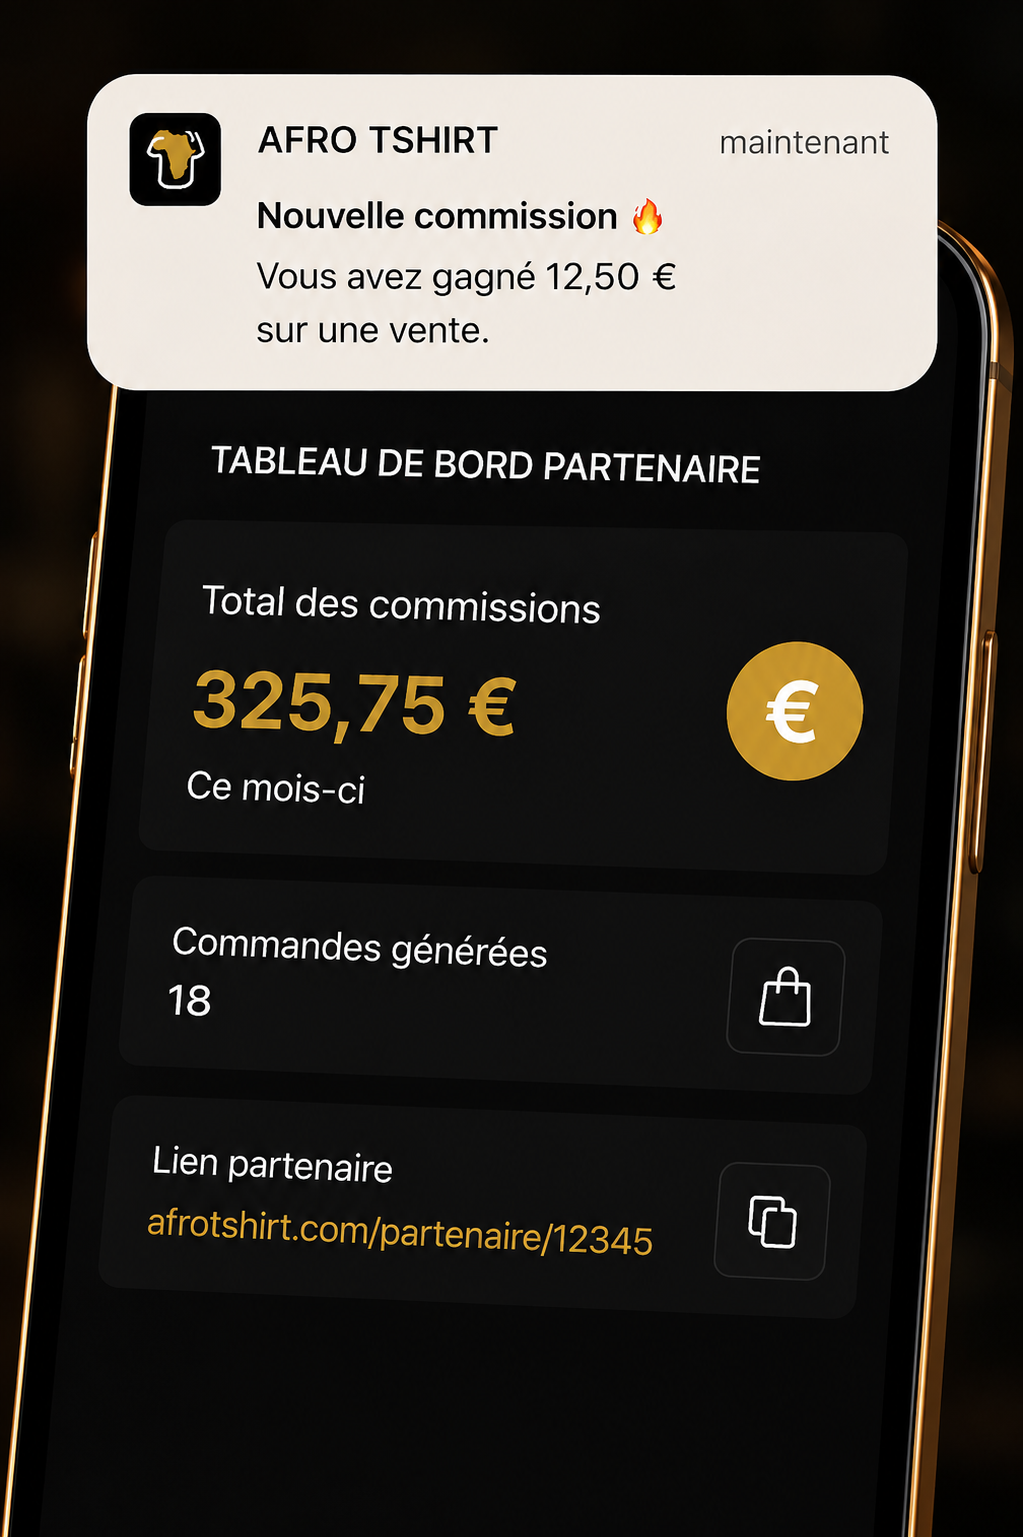 AFRO TSHIRT
maintenant
Nouvelle commission 🔥
Vous avez gagné 12,50 €
sur une vente.
TABLEAU DE BORD PARTENAIRE
Total des commissions
325,75 €
€
Ce mois-ci
Commandes générées
18
Lien partenaire
afrotshirt.com/partenaire/12345